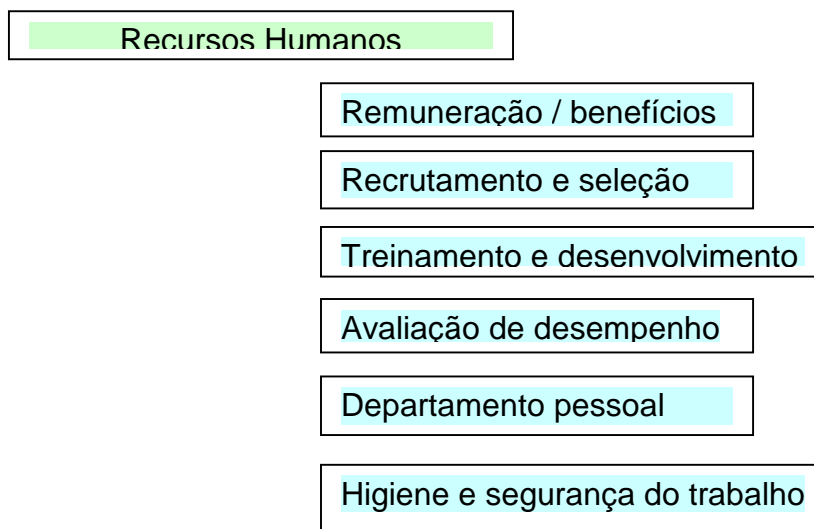 Recursos Humanos
Remuneração / benefícios
Recrutamento e seleção
Treinamento e desenvolvimento
Avaliação de desempenho
Departamento pessoal
Higiene e segurança do trabalho